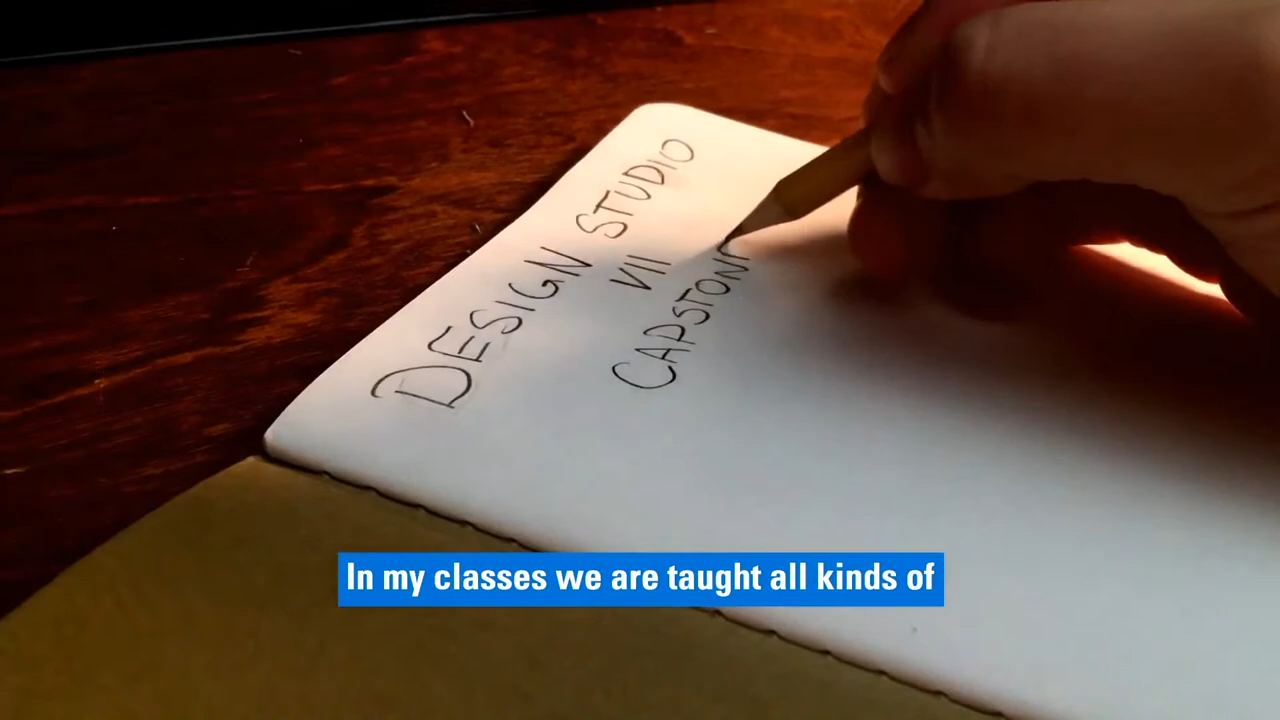 DESIGN STUDIO
VII
CAPSTON
In my classes we are taught all kinds of